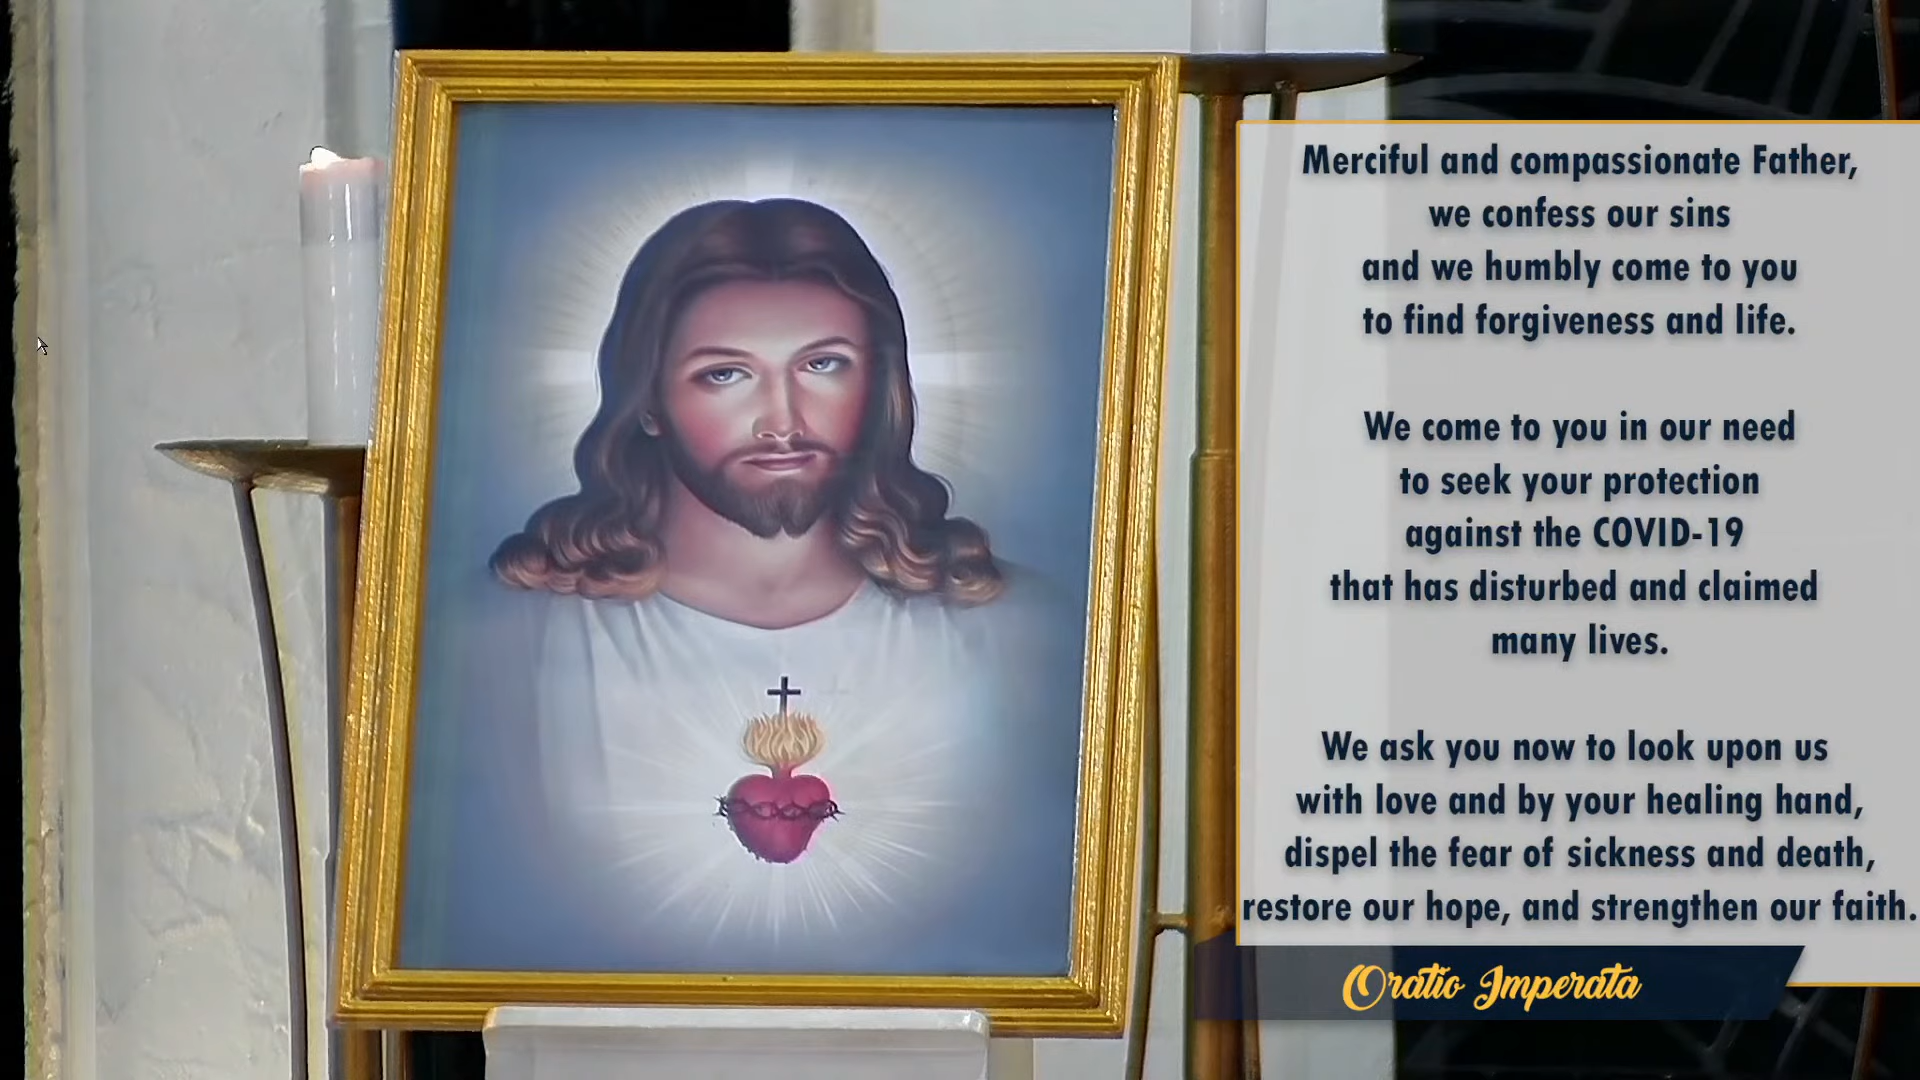 Merciful and compassionate Father,
we confess our sins
and we humbly come to you
to find forgiveness and life.
We come to you in our need
to seek your protection
against the COVID-19
that has disturbed and claimed
many lives.
We ask you now to look upon us
with love and by your healing hand,
dispel the fear of sickness and death,
restore our hope, and strengthen our faith.
Oratio Imperata